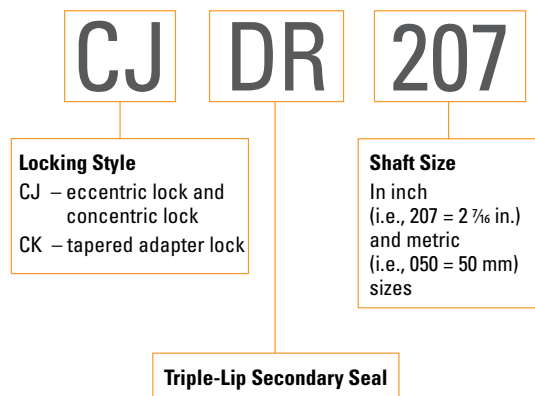 CJ DR 207
Locking Style
CJ – eccentric lock and
concentric lock
CK – tapered adapter lock
Shaft Size
In inch
(i.e., 207 = 2 7⁄16 in.)
and metric
(i.e., 050 = 50 mm)
sizes
Triple-Lip Secondary Seal